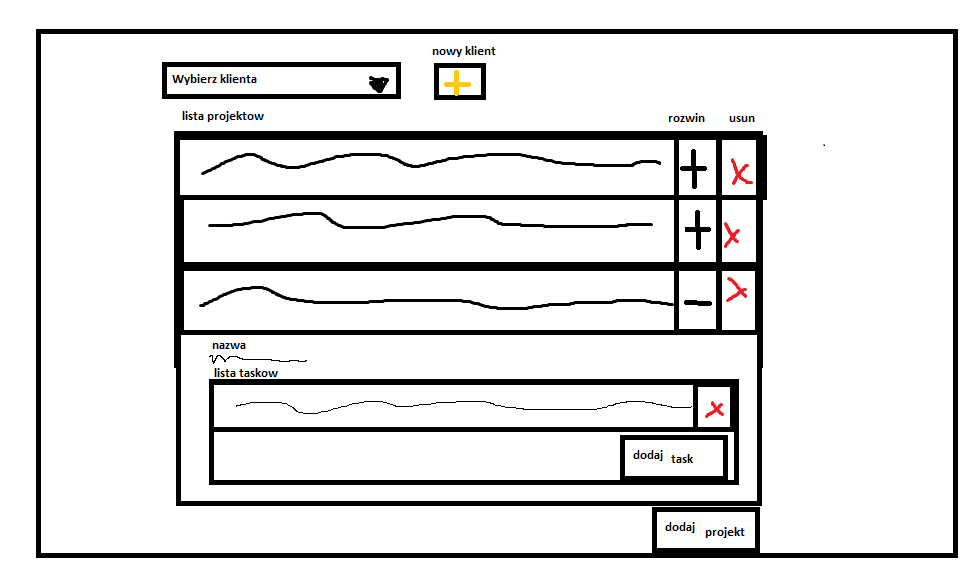 nowy klient
Wybierz klienta
lista projektow
rozwin
usun
nazwa
lista taskow
dodaj task
dodaj projekt